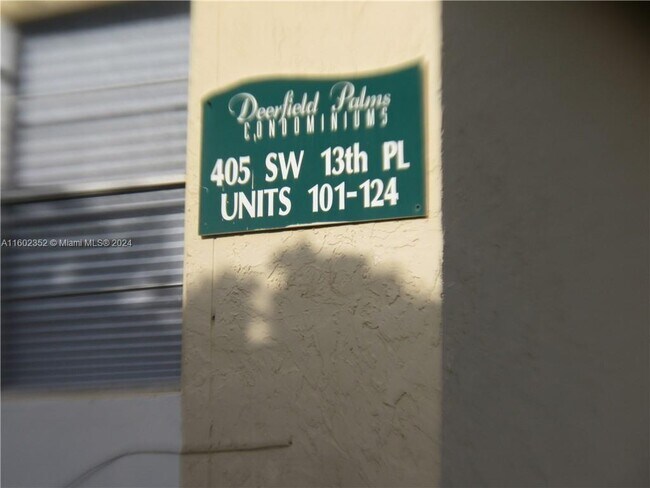 Deerfield Palms
CONDOMINIUMS
405 SW 13th PL
UNITS 101-124
A11602352 © Miami MLS® 2024